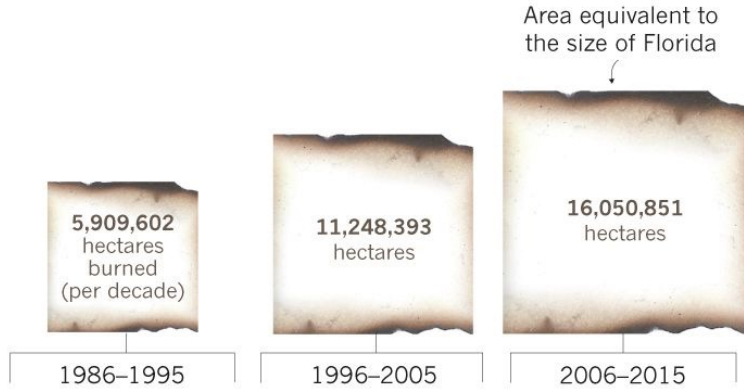 Area equivalent to
the size of Florida
5,909,602
hectares
burned
(per decade)
11,248,393
hectares
16,050,851
hectares
1986–1995
1996–2005
2006–2015